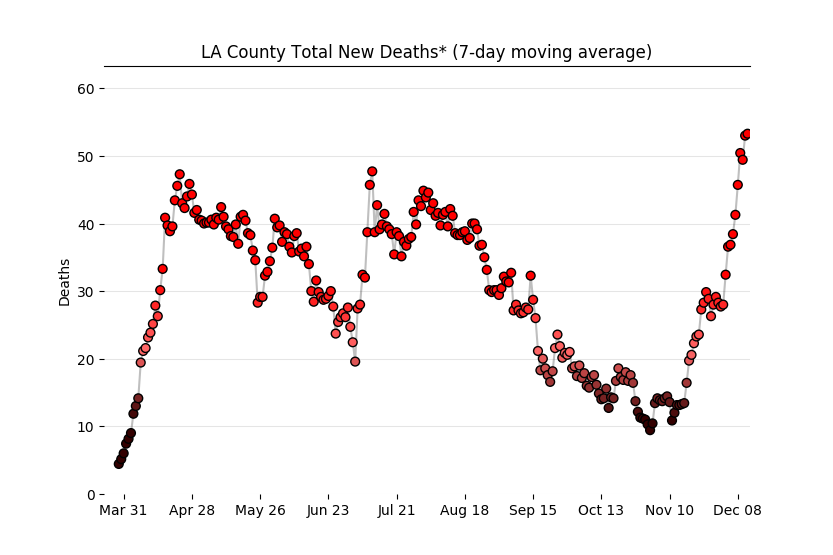 LA County Total New Deaths* (7-day moving average)
60
50
40
30
20
10
0
Deaths
Mar 31 Apr 28 May 26 Jun 23 Jul 21 Aug 18 Sep 15 Oct 13 Nov 10 Dec 08